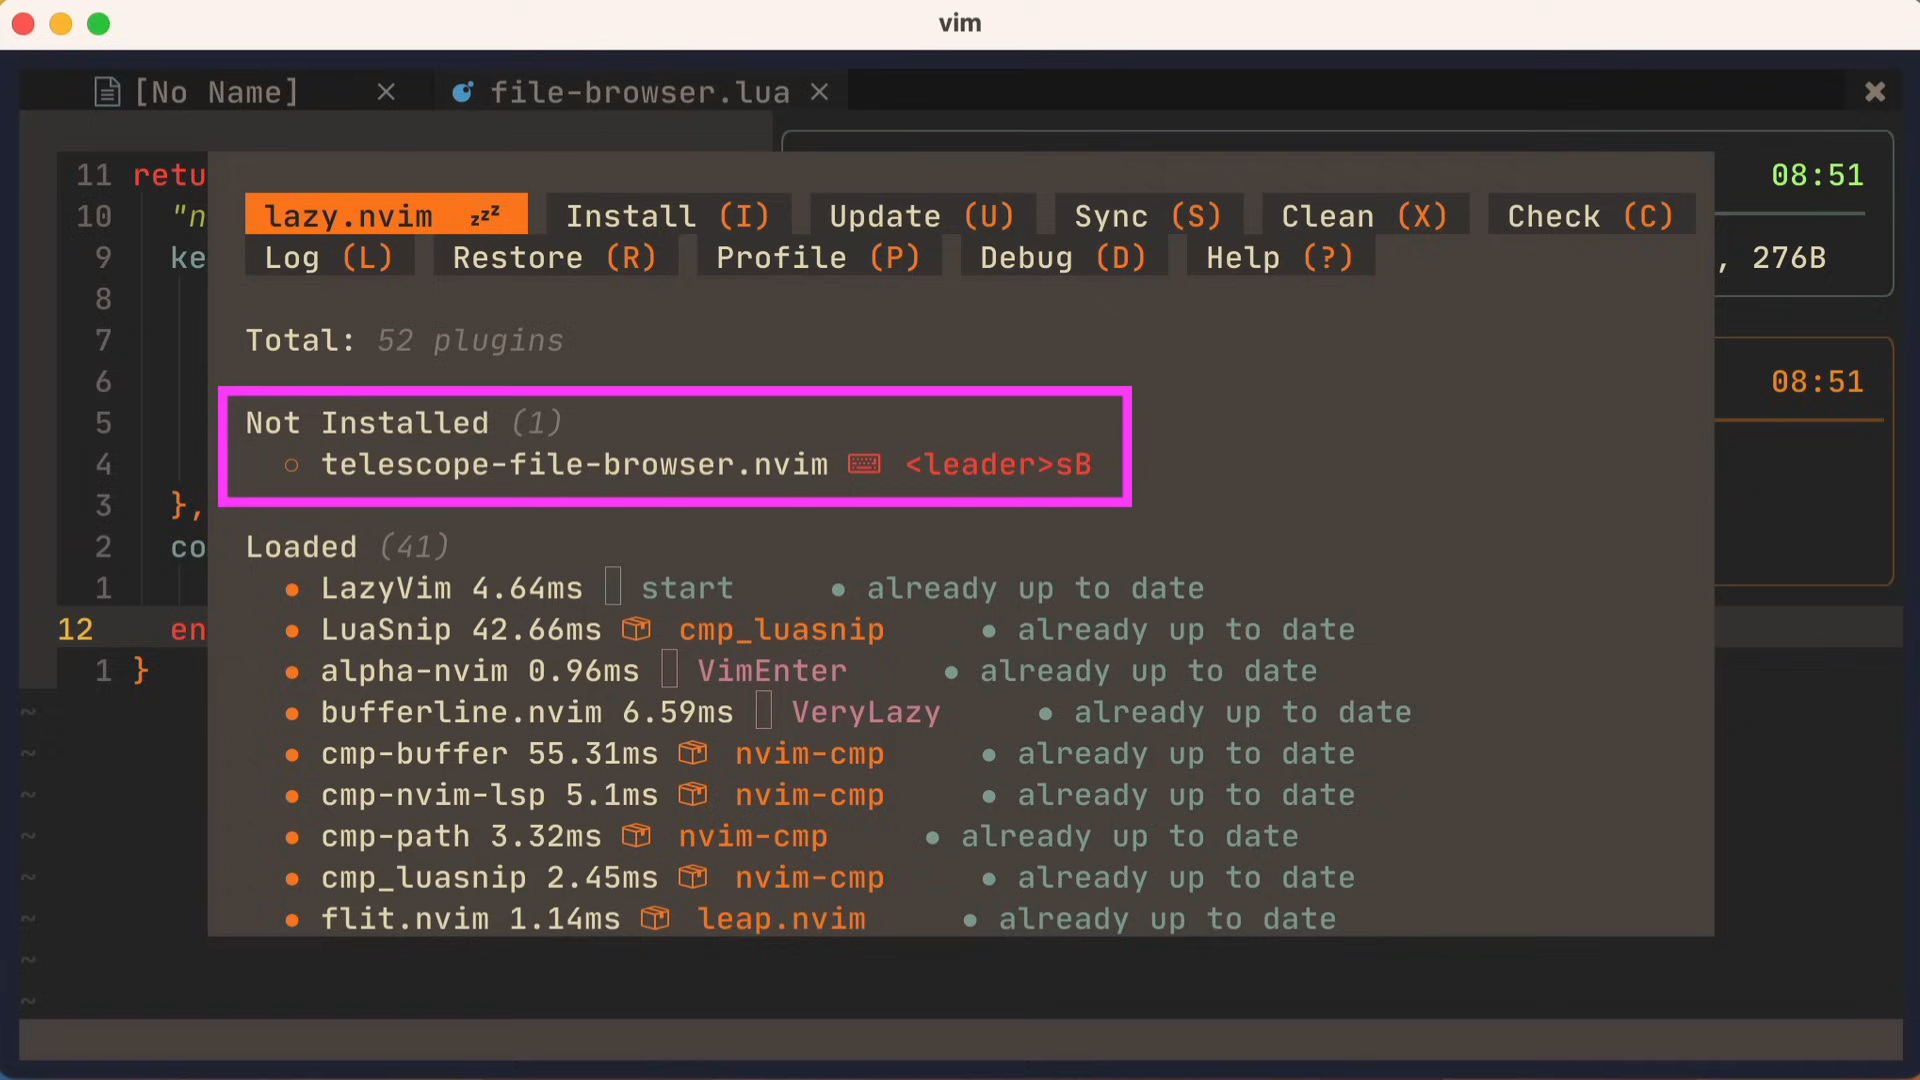 vim
[No Name] × file-browser.lua ×
11 retu
10 "n
9 ke
8
7
6
5
4
3 },
2 co
1
12 en
1 }
~
~
~
~
~
~
~
~
lazy.nvim zzz Install (I) Update (U) Sync (S) Clean (X) Check (C)
Log (L) Restore (R) Profile (P) Debug (D) Help (?)
Total: 52 plugins
Not Installed (1)
○ telescope-file-browser.nvim <leader>sB
Loaded (41)
● LazyVim 4.64ms start ● already up to date
● LuaSnip 42.66ms cmp_luasnip ● already up to date
● alpha-nvim 0.96ms VimEnter ● already up to date
● bufferline.nvim 6.59ms VeryLazy ● already up to date
● cmp-buffer 55.31ms nvim-cmp ● already up to date
● cmp-nvim-lsp 5.1ms nvim-cmp ● already up to date
● cmp-path 3.32ms nvim-cmp ● already up to date
● cmp_luasnip 2.45ms nvim-cmp ● already up to date
● flit.nvim 1.14ms leap.nvim ● already up to date
08:51
, 276B
08:51